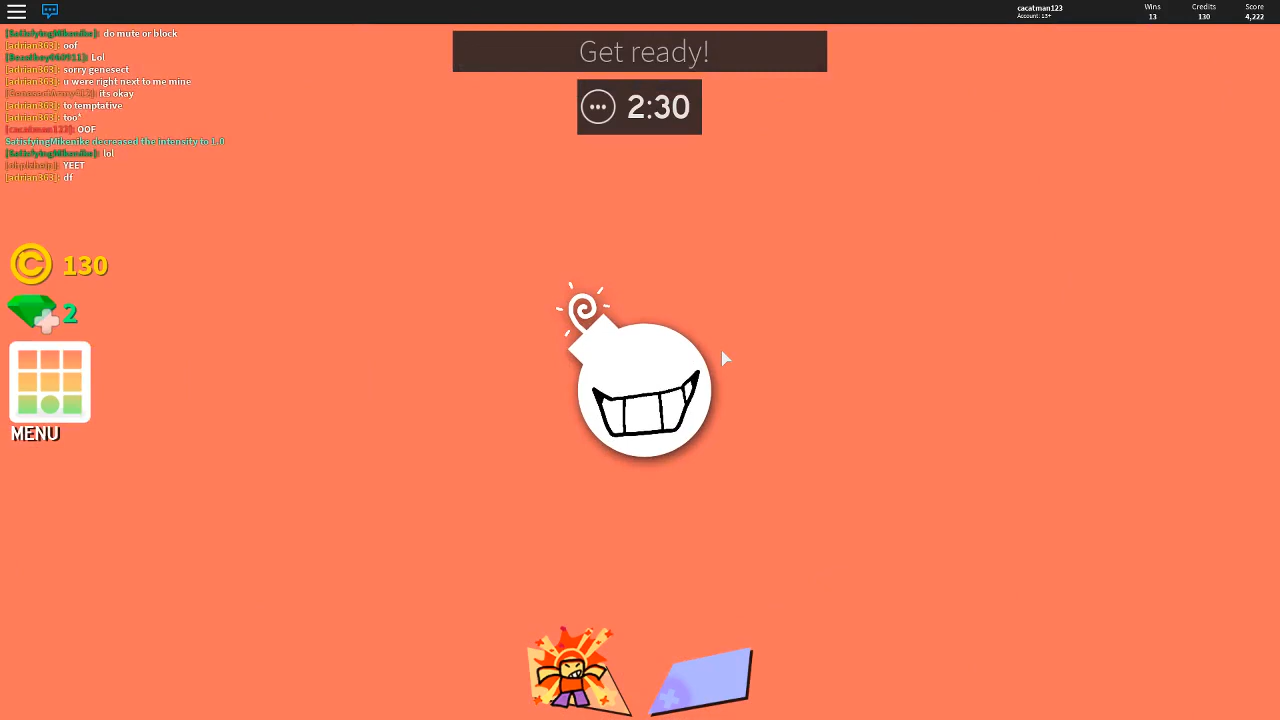 cacatman123
Account: 13+
Wins
13
Credits
130
Score
4,222
[SatisfyingMikemike]: do mute or block
[adrian363]: oof
Lol
[adrian363]: sorry genesect
[adrian363]: u were right next to me mine
its okay
[adrian363]: to temptative
[adrian363]: too*
[cacatman123]: OOF
SatisfyingMikemike decreased the intensity to 1.0
[SatisfyingMikemike]: lol
YEET
[adrian363]: df
Get ready!
2:30
130
2
MENU